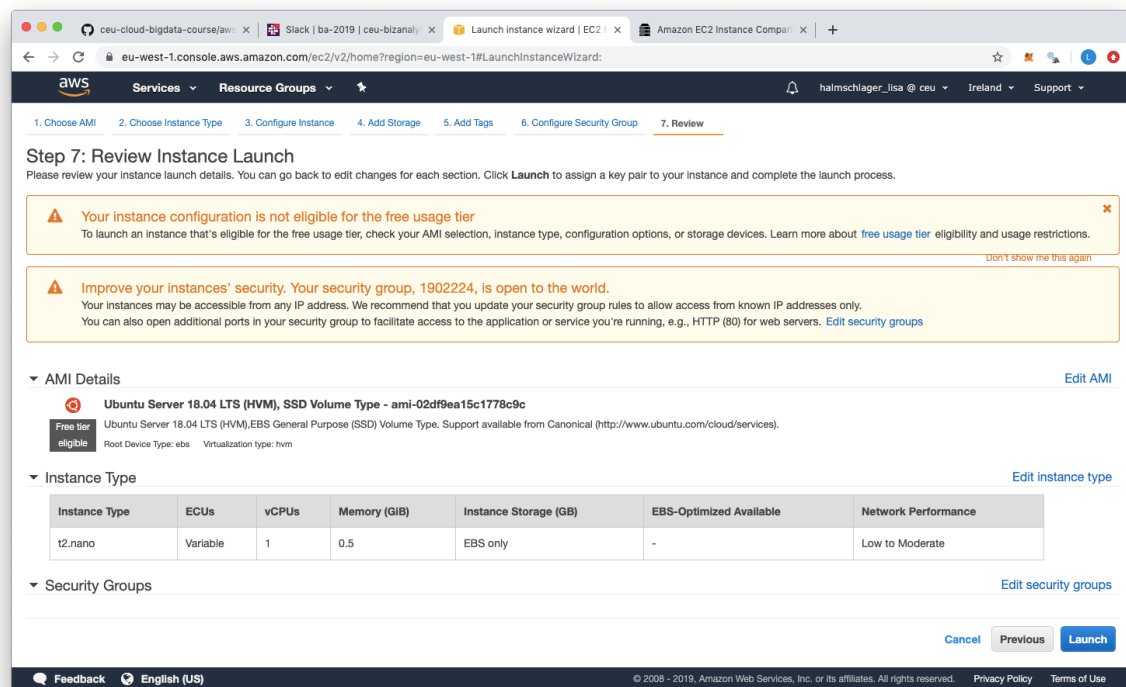 ceu-cloud-bigdata-course/aws
Slack | ba-2019 | ceu-bizanaly
Launch instance wizard | EC2
Amazon EC2 Instance Compari
eu-west-1.console.aws.amazon.com/ec2/v2/home?region=eu-west-1#LaunchInstanceWizard:
L
aws Services Resource Groups halmschlager_lisa @ ceu Ireland Support
1. Choose AMI 2. Choose Instance Type 3. Configure Instance 4. Add Storage 5. Add Tags 6. Configure Security Group 7. Review
Step 7: Review Instance Launch
Please review your instance launch details. You can go back to edit changes for each section. Click Launch to assign a key pair to your instance and complete the launch process.
Your instance configuration is not eligible for the free usage tier
To launch an instance that's eligible for the free usage tier, check your AMI selection, instance type, configuration options, or storage devices. Learn more about free usage tier eligibility and usage restrictions.
Don't show me this again
Improve your instances' security. Your security group, 1902224, is open to the world.
Your instances may be accessible from any IP address. We recommend that you update your security group rules to allow access from known IP addresses only.
You can also open additional ports in your security group to facilitate access to the application or service you're running, e.g., HTTP (80) for web servers. Edit security groups
AMI Details Edit AMI
Ubuntu Server 18.04 LTS (HVM), SSD Volume Type - ami-02df9ea15c1778c9c
Free tier eligible
Ubuntu Server 18.04 LTS (HVM),EBS General Purpose (SSD) Volume Type. Support available from Canonical (http://www.ubuntu.com/cloud/services).
Root Device Type: ebs Virtualization type: hvm
Instance Type Edit instance type
Instance Type ECUs vCPUs Memory (GiB) Instance Storage (GB) EBS-Optimized Available Network Performance
t2.nano Variable 1 0.5 EBS only - Low to Moderate
Security Groups Edit security groups
Cancel Previous Launch
Feedback English (US) © 2008 - 2019, Amazon Web Services, Inc. or its affiliates. All rights reserved. Privacy Policy Terms of Use